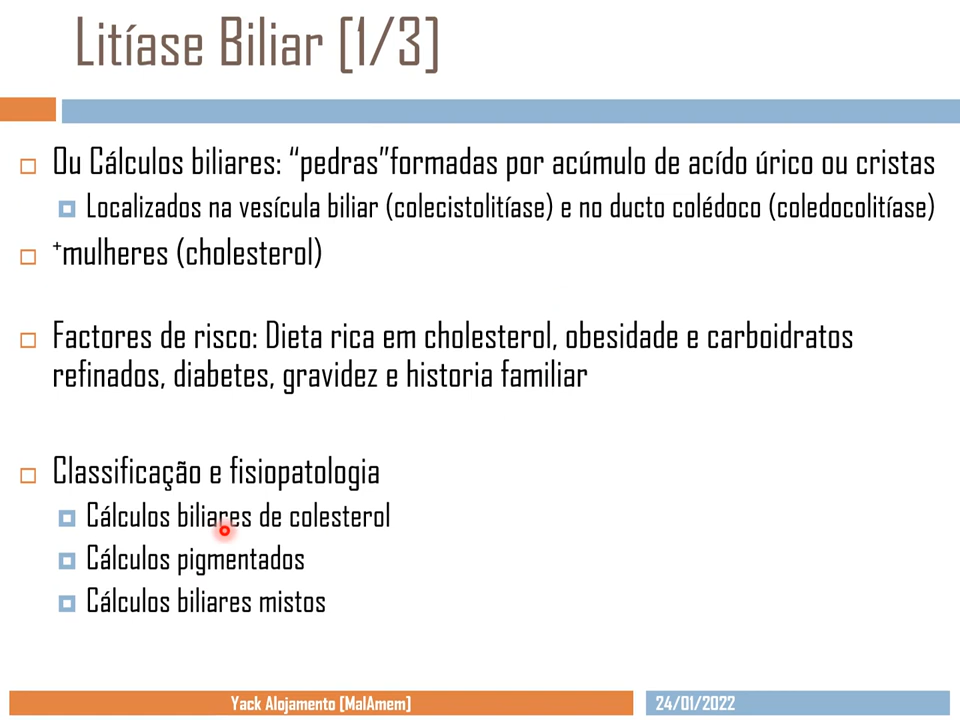 Litíase Biliar [1/3]
Ou Cálculos biliares: “pedras”formadas por acúmulo de acído úrico ou cristas
Localizados na vesícula biliar (colecistolitíase) e no ducto colédoco (coledocolitíase)
+mulheres (cholesterol)
Factores de risco: Dieta rica em cholesterol, obesidade e carboidratos
refinados, diabetes, gravidez e historia familiar
Classificação e fisiopatologia
Cálculos biliares de colesterol
Cálculos pigmentados
Cálculos biliares mistos
Yack Alojamento [MalAmem]
24/01/2022